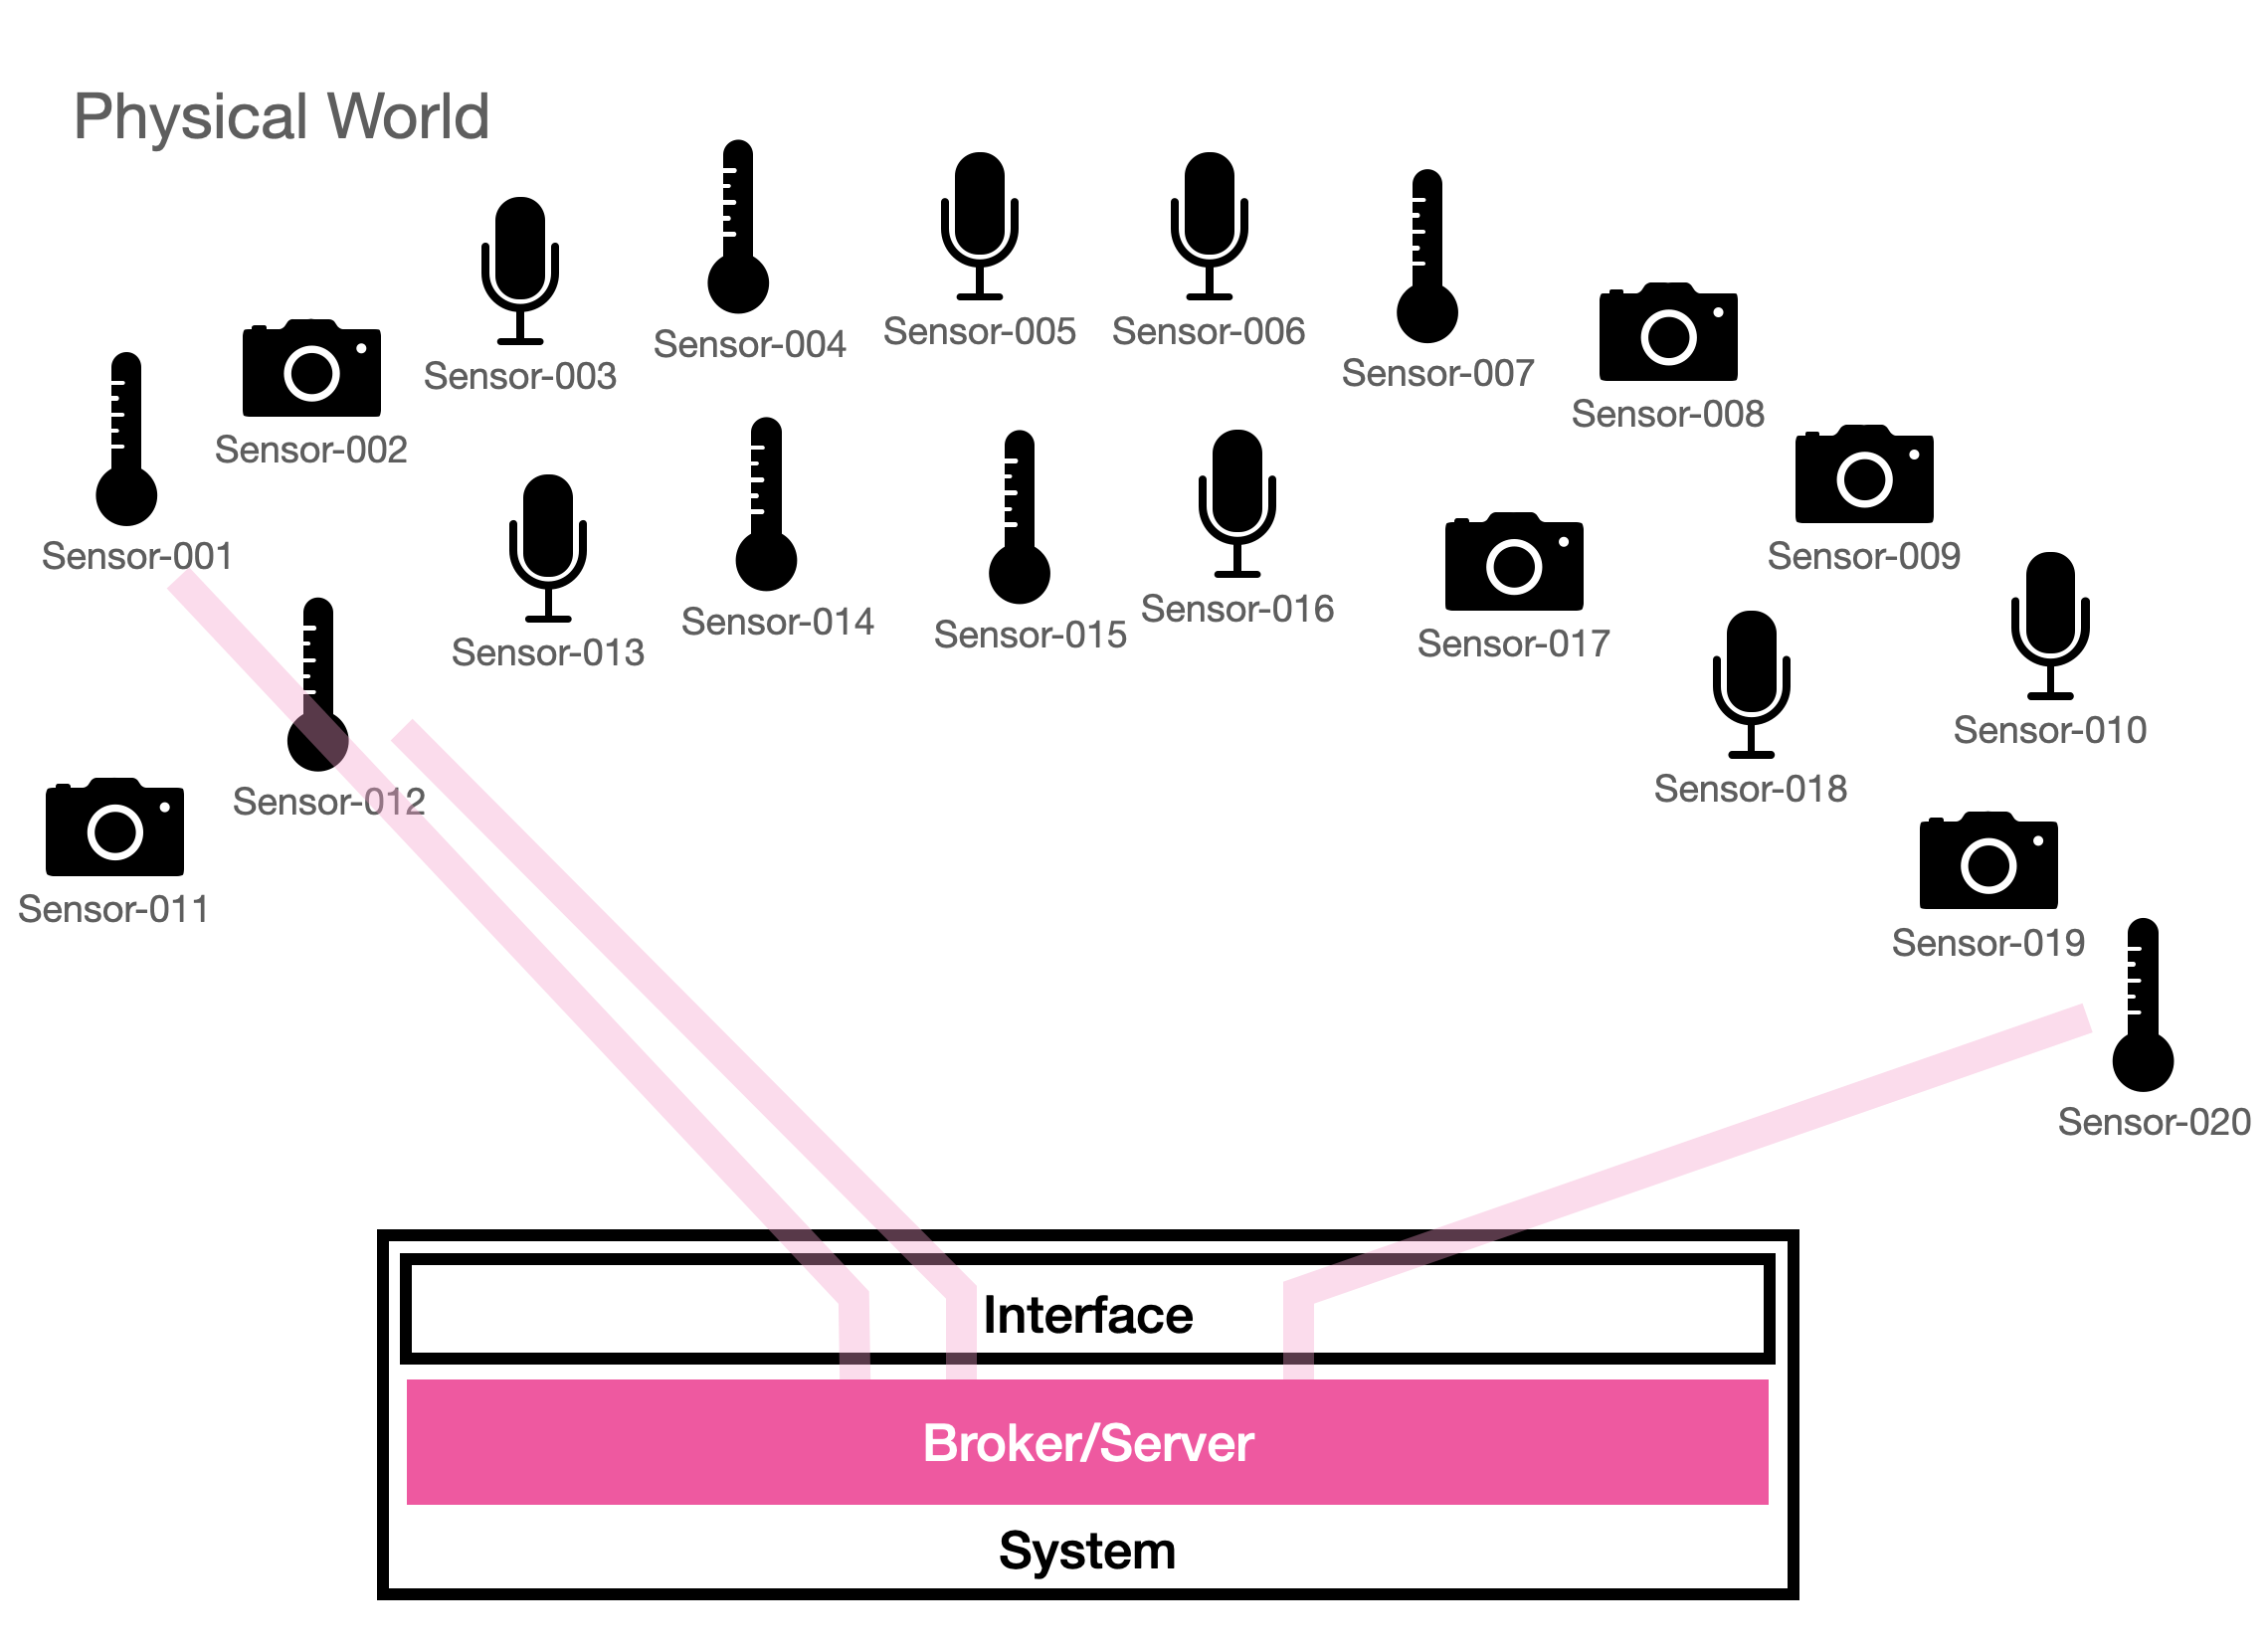 Physical World
Sensor-001
Sensor-002
Sensor-003
Sensor-004
Sensor-005
Sensor-006
Sensor-007
Sensor-008
Sensor-009
Sensor-010
Sensor-011
Sensor-012
Sensor-013
Sensor-014
Sensor-015
Sensor-016
Sensor-017
Sensor-018
Sensor-019
Sensor-020
Interface
Broker/Server
System